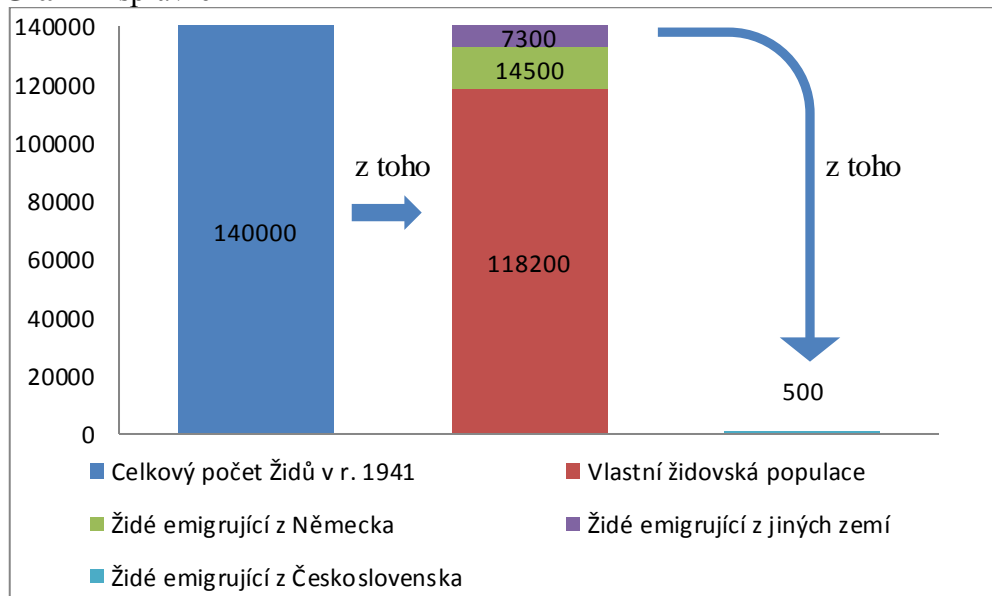 140000
120000
100000
80000
60000
40000
20000
0
7300
14500
z toho
z toho
140000
118200
500
Celkový počet Židů v r. 1941
Vlastní židovská populace
Židé emigrující z Německa
Židé emigrující z jiných zemí
Židé emigrující z Československa